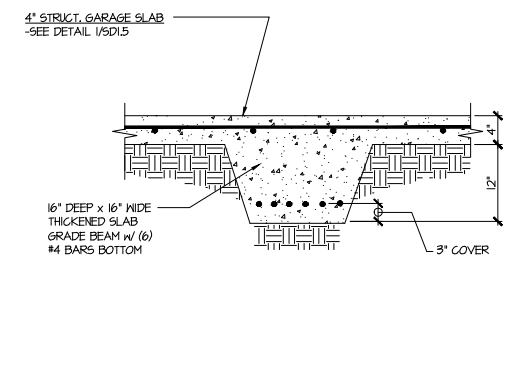 4" STRUCT. GARAGE SLAB
-SEE DETAIL 1/SD1.5
4"
12"
16" DEEP x 16" WIDE
THICKENED SLAB
GRADE BEAM w/ (6)
#4 BARS BOTTOM
3" COVER